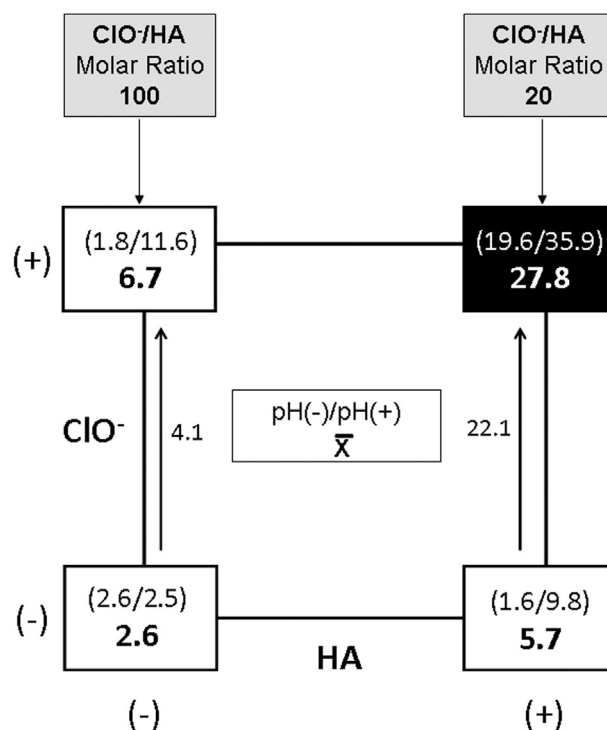 ClO⁻/HA
Molar Ratio
100
ClO⁻/HA
Molar Ratio
20
(+)
(1.8/11.6)
6.7
(19.6/35.9)
27.8
ClO⁻
4.1
pH(-)/pH(+)
X̅
22.1
(-)
(2.6/2.5)
2.6
HA
(1.6/9.8)
5.7
(-)
(+)